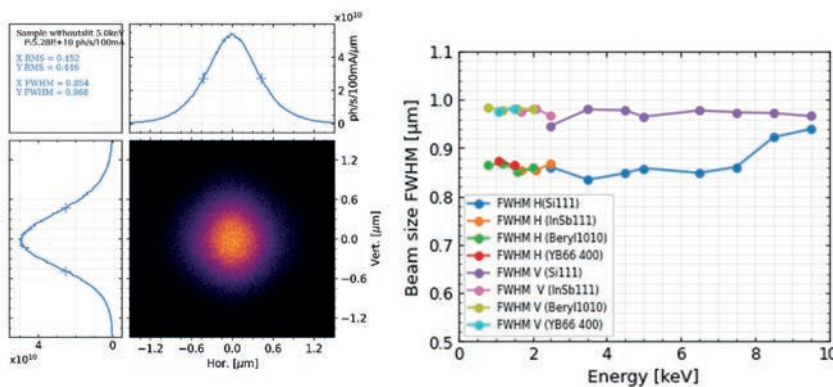 Sample withoutslit 5.0keV
P:5.28E+10 ph/s/100mA
X RMS = 0.452
Y RMS = 0.446
X FWHM = 0.854
Y FWHM = 0.968
x10¹⁰
4
2
0
ph/s/100mA/µm
1.2
0.6
0.0
-0.6
-1.2
Vert. [µm]
4
0
x10¹⁰
-1.2
-0.6
0.0
0.6
1.2
Hor. [µm]
1.1
1.0
0.9
0.8
0.7
0.6
0.5
Beam size FWHM [µm]
FWHM H(Si111)
FWHM H (InSb111)
FWHM H (Beryl1010)
FWHM H (YB66 400)
FWHM V (Si111)
FWHM V (InSb111)
FWHM V (Beryl1010)
FWHM V (YB66 400)
0
2
4
6
8
10
Energy [keV]